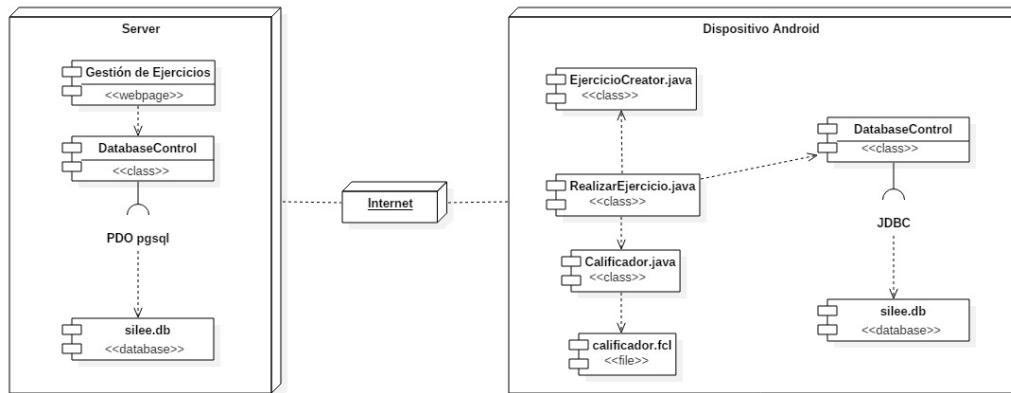 Server
Gestión de Ejercicios
<<webpage>>
DatabaseControl
<<class>>
PDO pgsql
silee.db
<<database>>
Internet
Dispositivo Android
EjercicioCreator.java
<<class>>
DatabaseControl
<<class>>
RealizarEjercicio.java
<<class>>
JDBC
Calificador.java
<<class>>
silee.db
<<database>>
calificador.fcl
<<file>>